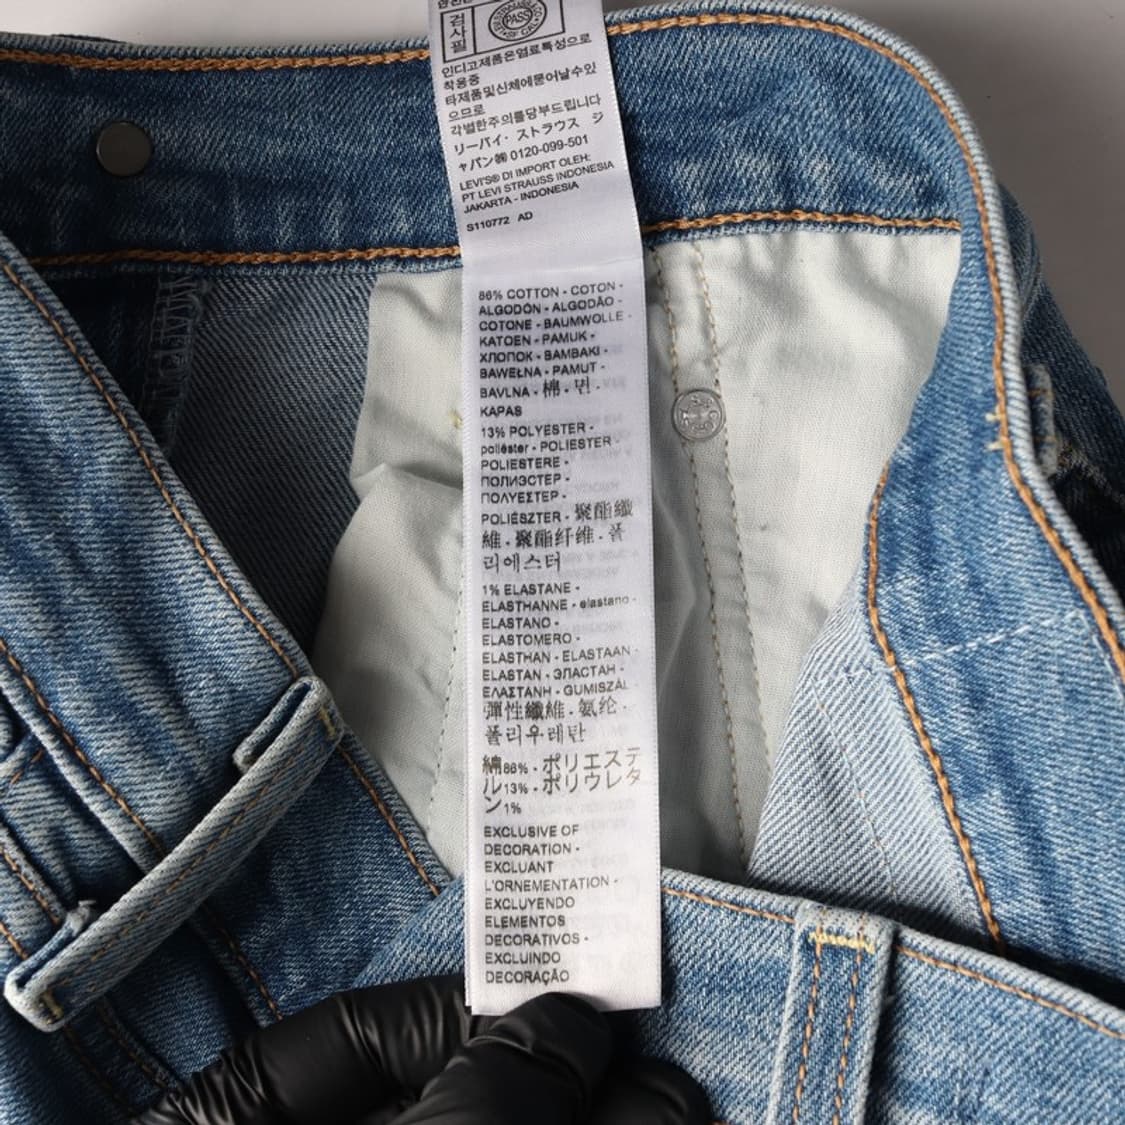 검사필
PASS
인디고제품은염료특성으로
착용중
타제품및신체에묻어날수있
으므로
각별한주의를당부드립니다
リーバイ・ストラウス ジ
ャパン㈱ 0120-099-501
LEVI'S® DI IMPORT OLEH:
PT LEVI STRAUSS INDONESIA
JAKARTA - INDONESIA
S110772 AD
86% COTTON - COTON -
ALGODÓN - ALGODÃO -
COTONE - BAUMWOLLE -
KATOEN - PAMUK -
ХЛОПОК - ΒΑΜΒΑΚΙ -
BAWEŁNA - PAMUT -
BAVLNA - 棉 - 면 -
KAPAS
13% POLYESTER -
poliéster - POLIESTER -
POLIESTERE -
ПОЛИЭСТЕР -
ΠΟΛΥΕΣΤΕΡ -
POLIÉSZTER - 聚酯纖
維 - 聚酯纤维 - 폴
리에스터
1% ELASTANE -
ELASTHANNE - elastano -
ELASTANO -
ELASTOMERO -
ELASTHAN - ELASTAAN -
ELASTAN - ЭЛАСТАН -
ΕΛΑΣΤΑΝΗ - GUMISZÁL -
彈性纖維 - 氨纶 -
폴리우레탄
綿86% - ポリエステ
ル13% - ポリウレタ
ン1%
EXCLUSIVE OF
DECORATION -
EXCLUANT
L'ORNEMENTATION -
EXCLUYENDO
ELEMENTOS
DECORATIVOS -
EXCLUINDO
DECORAÇÃO